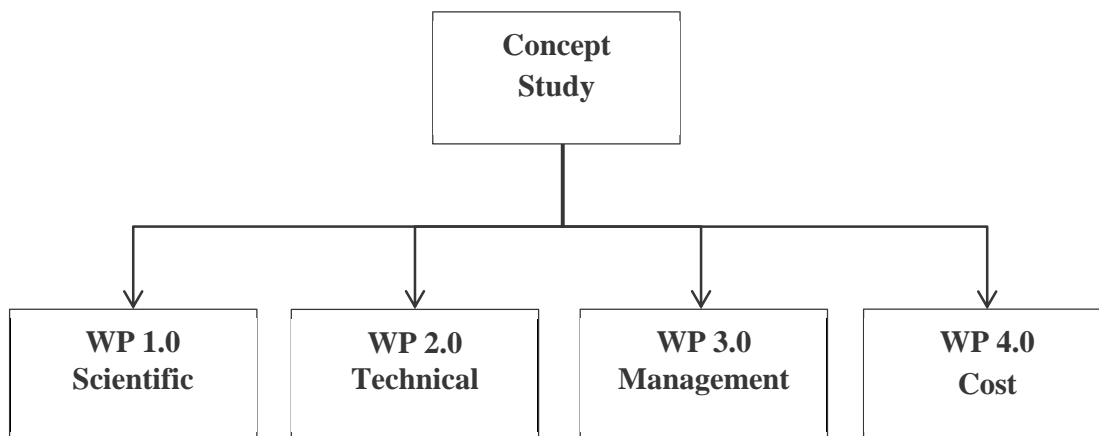 Concept
Study
WP 1.0
Scientific
WP 2.0
Technical
WP 3.0
Management
WP 4.0
Cost